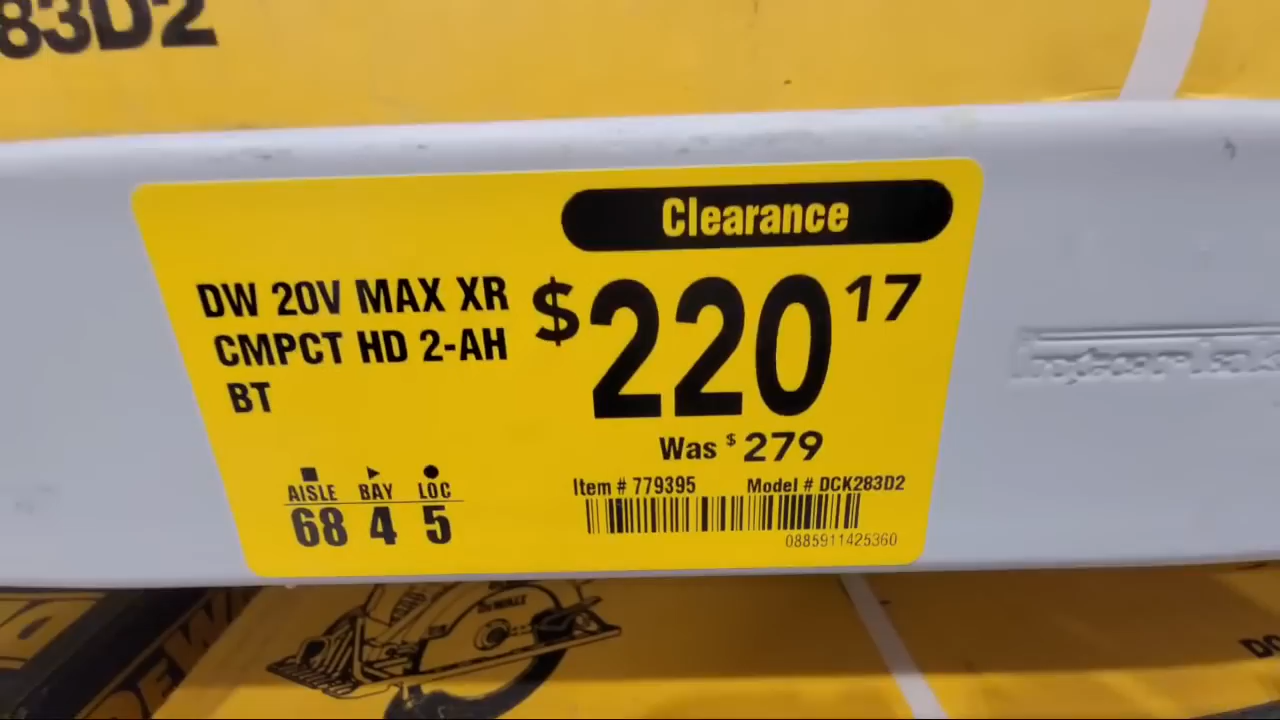 83D2
Clearance
DW 20V MAX XR
CMPCT HD 2-AH
BT
$220 17
Was $279
AISLE BAY LOC
68 4 5
Item # 779395 Model # DCK283D2
0885911425360
DEWALT